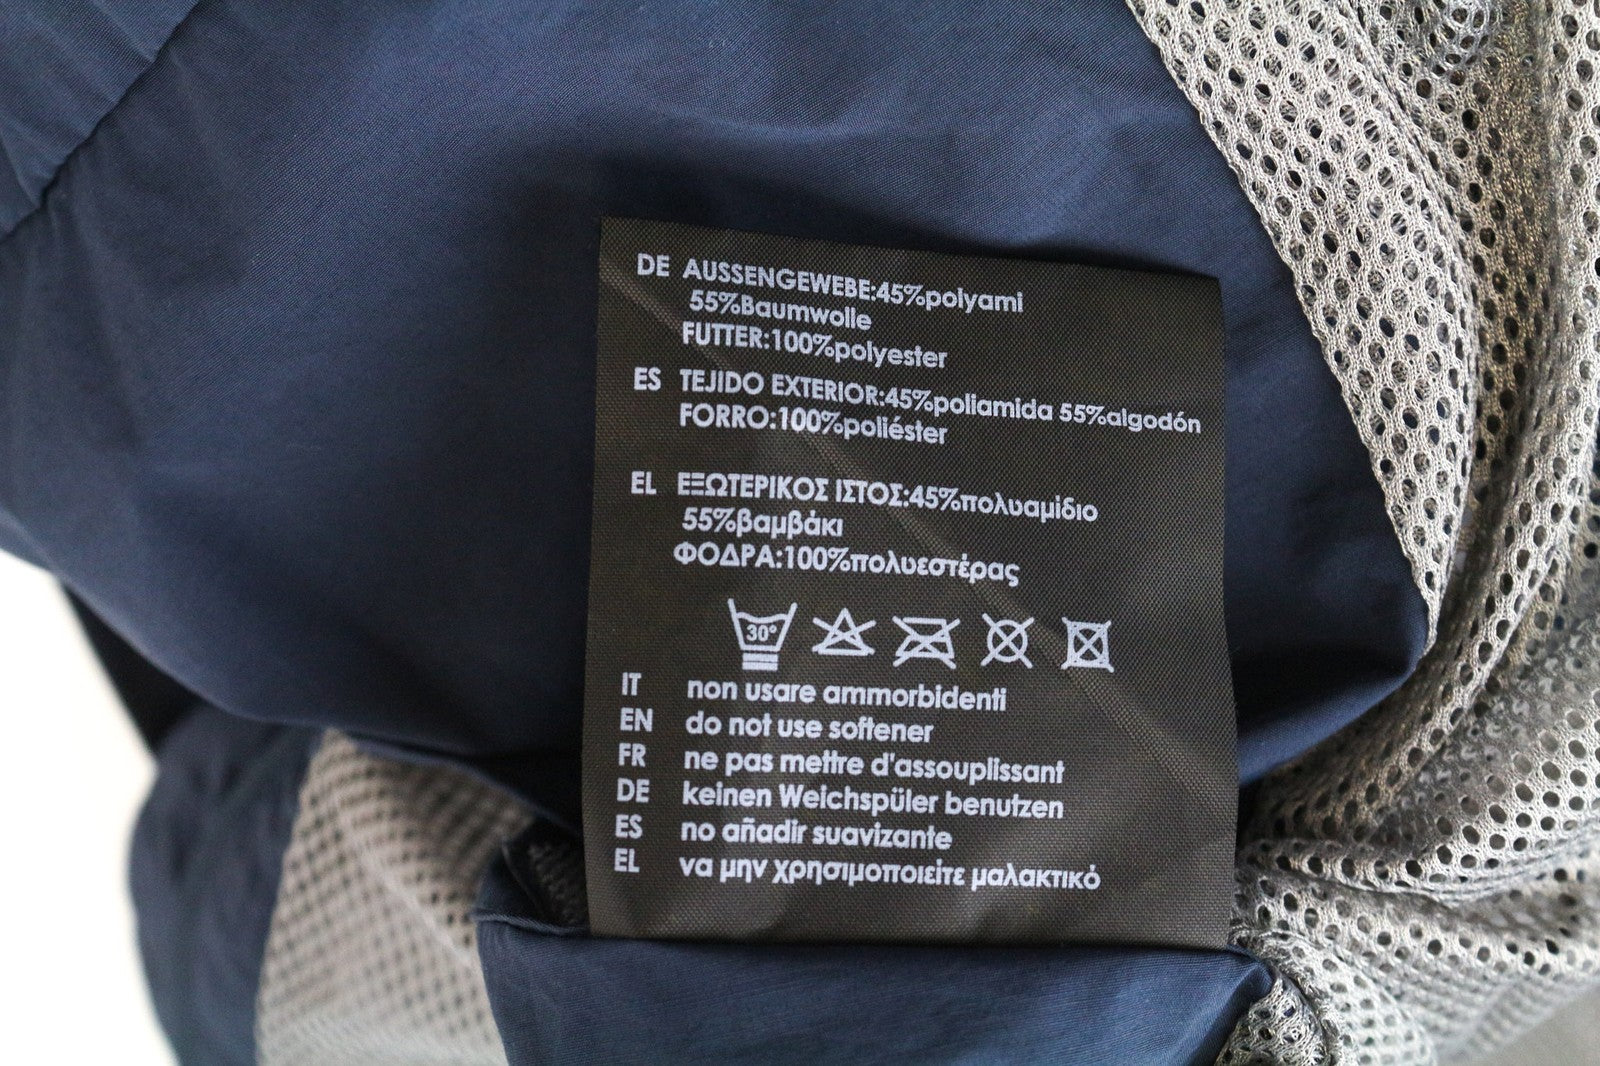 DE AUSSENGEWEBE:45%polyami
55%Baumwolle
FUTTER:100%polyester
ES TEJIDO EXTERIOR:45%poliamida 55%algodón
FORRO:100%poliéster
EL ΕΞΩΤΕΡΙΚΟΣ ΙΣΤΟΣ:45%πολυαμίδιο
55%βαμβάκι
ΦΟΔΡΑ:100%πολυεστέρας
30°
IT non usare ammorbidenti
EN do not use softener
FR ne pas mettre d'assouplissant
DE keinen Weichspüler benutzen
ES no añadir suavizante
EL να μην χρησιμοποιείτε μαλακτικό